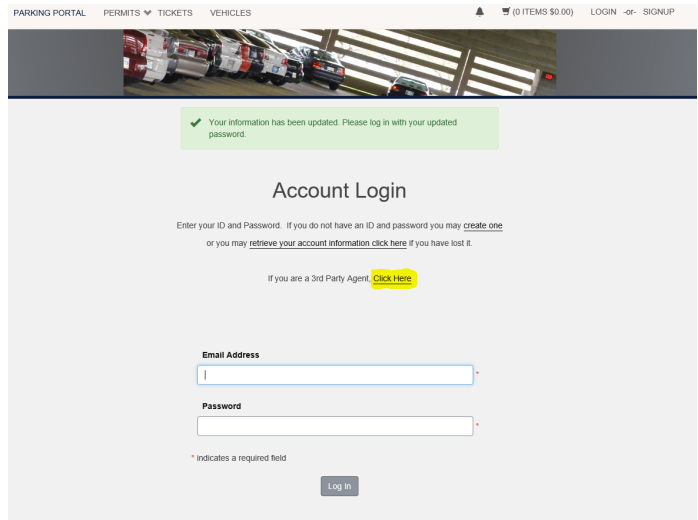 PARKING PORTAL PERMITS TICKETS VEHICLES (0 ITEMS $0.00) LOGIN -or- SIGNUP
Your information has been updated. Please log in with your updated
password.
Account Login
Enter your ID and Password. If you do not have an ID and password you may create one
or you may retrieve your account information click here if you have lost it.
If you are a 3rd Party Agent, Click Here
Email Address
*
Password
*
* indicates a required field
Log In